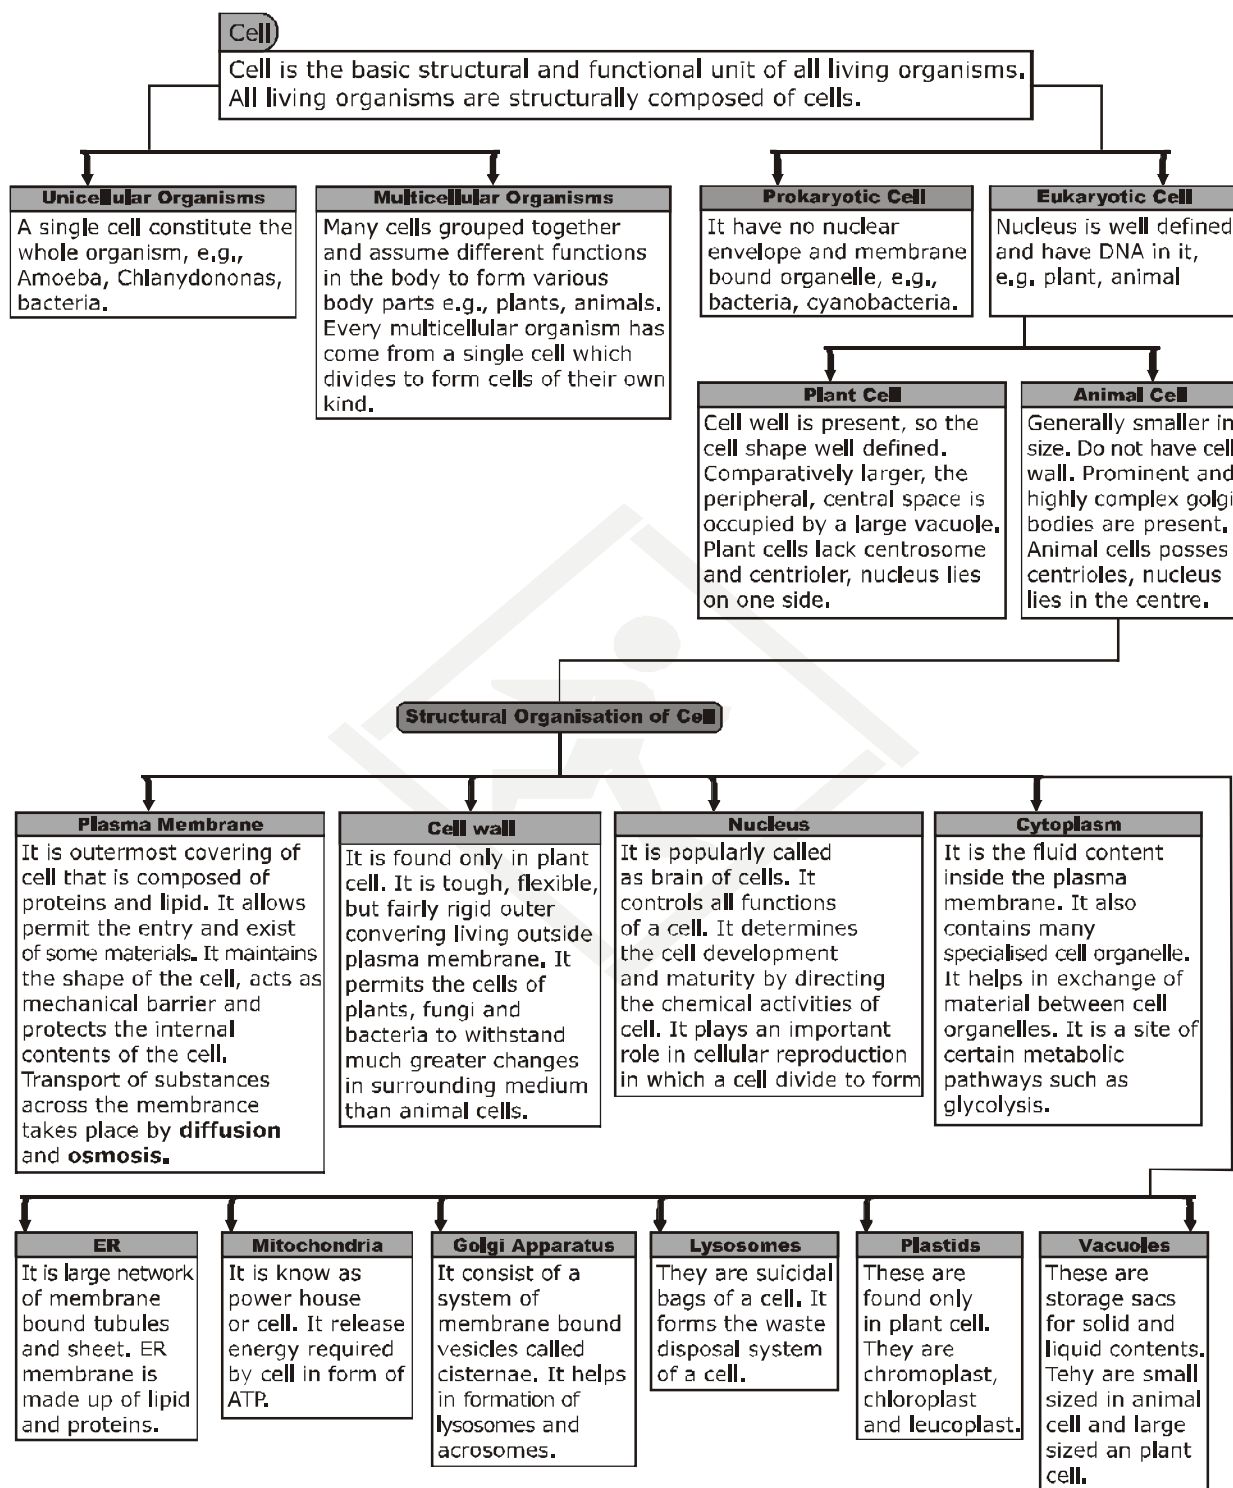 Cell
Cell is the basic structural and functional unit of all living organisms.
All living organisms are structurally composed of cells.
Unicellular Organisms
A single cell constitute the
whole organism, e.g.,
Amoeba, Chlanydononas,
bacteria.
Multicellular Organisms
Many cells grouped together
and assume different functions
in the body to form various
body parts e.g., plants, animals.
Every multicellular organism has
come from a single cell which
divides to form cells of their own
kind.
Prokaryotic Cell
It have no nuclear
envelope and membrane
bound organelle, e.g.,
bacteria, cyanobacteria.
Eukaryotic Cell
Nucleus is well defined
and have DNA in it,
e.g. plant, animal
Plant Cell
Cell well is present, so the
cell shape well defined.
Comparatively larger, the
peripheral, central space is
occupied by a large vacuole.
Plant cells lack centrosome
and centrioler, nucleus lies
on one side.
Animal Cell
Generally smaller in
size. Do not have cell
wall. Prominent and
highly complex golgi
bodies are present.
Animal cells posses
centrioles, nucleus
lies in the centre.
Structural Organisation of Cell
Plasma Membrane
It is outermost covering of
cell that is composed of
proteins and lipid. It allows
permit the entry and exist
of some materials. It maintains
the shape of the cell, acts as
mechanical barrier and
protects the internal
contents of the cell.
Transport of substances
across the membrance
takes place by diffusion
and osmosis.
Cell wall
It is found only in plant
cell. It is tough, flexible,
but fairly rigid outer
convering living outside
plasma membrane. It
permits the cells of
plants, fungi and
bacteria to withstand
much greater changes
in surrounding medium
than animal cells.
Nucleus
It is popularly called
as brain of cells. It
controls all functions
of a cell. It determines
the cell development
and maturity by directing
the chemical activities of
cell. It plays an important
role in cellular reproduction
in which a cell divide to form
Cytoplasm
It is the fluid content
inside the plasma
membrane. It also
contains many
specialised cell organelle.
It helps in exchange of
material between cell
organelles. It is a site of
certain metabolic
pathways such as
glycolysis.
ER
It is large network
of membrane
bound tubules
and sheet. ER
membrane is
made up of lipid
and proteins.
Mitochondria
It is know as
power house
or cell. It release
energy required
by cell in form of
ATP.
Golgi Apparatus
It consist of a
system of
membrane bound
vesicles called
cisternae. It helps
in formation of
lysosomes and
acrosomes.
Lysosomes
They are suicidal
bags of a cell. It
forms the waste
disposal system
of a cell.
Plastids
These are
found only
in plant cell.
They are
chromoplast,
chloroplast
and leucoplast.
Vacuoles
These are
storage sacs
for solid and
liquid contents.
Tehy are small
sized in animal
cell and large
sized an plant
cell.